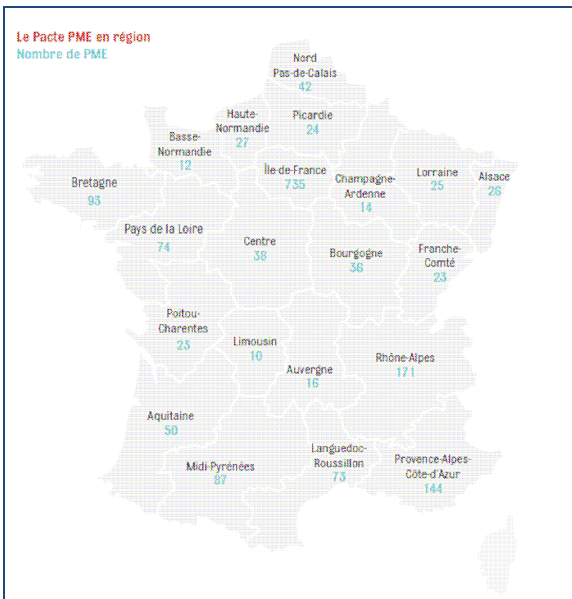 Le Pacte PME en région
Nombre de PME
Nord
Pas-de-Calais
42
Haute-
Normandie
27
Picardie
24
Basse-
Normandie
12
Île-de-France
735
Champagne-
Ardenne
14
Lorraine
25
Alsace
26
Bretagne
93
Pays de la Loire
74
Centre
38
Bourgogne
36
Franche-
Comté
23
Poitou-
Charentes
23
Limousin
10
Auvergne
16
Rhône-Alpes
171
Aquitaine
50
Midi-Pyrénées
87
Languedoc-
Roussillon
73
Provence-Alpes-
Côte-d'Azur
144